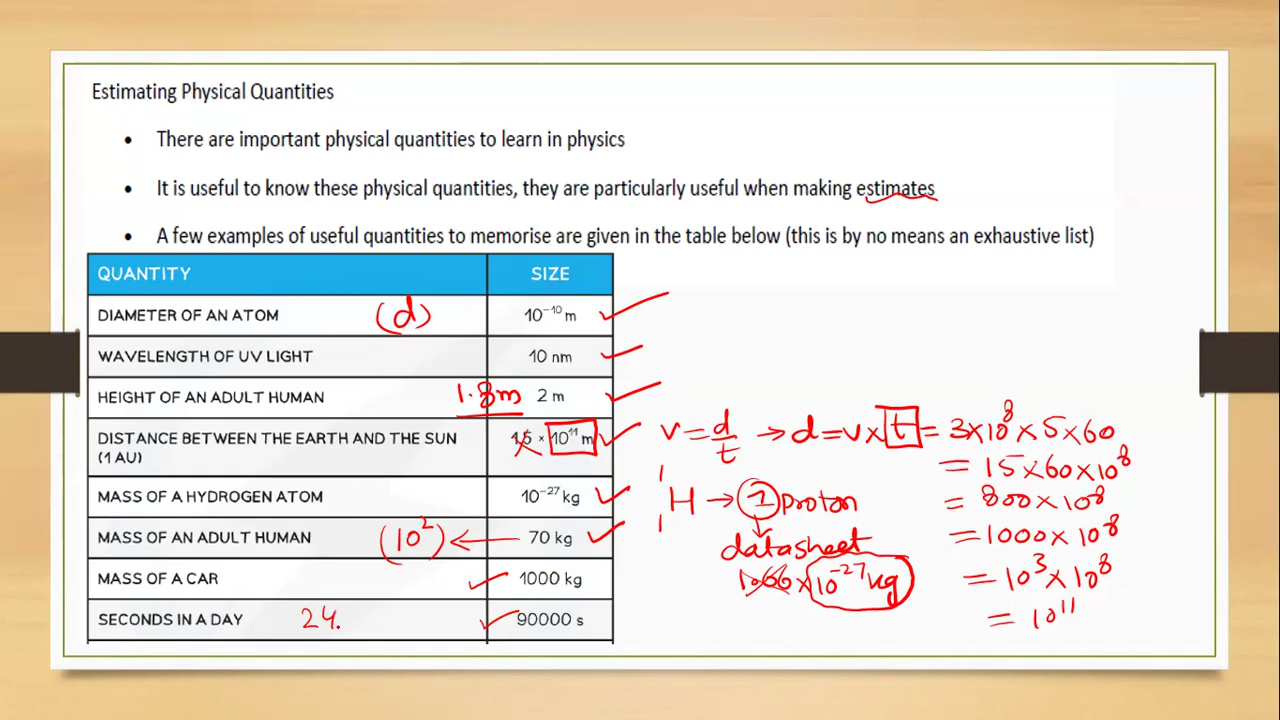 Estimating Physical Quantities
• There are important physical quantities to learn in physics
• It is useful to know these physical quantities, they are particularly useful when making estimates
• A few examples of useful quantities to memorise are given in the table below (this is by no means an exhaustive list)
QUANTITY SIZE
DIAMETER OF AN ATOM (d) 10⁻¹⁰ m
WAVELENGTH OF UV LIGHT 10 nm
HEIGHT OF AN ADULT HUMAN 1.8m 2 m
DISTANCE BETWEEN THE EARTH AND THE SUN 1.5 × 10¹¹ m
(1 AU)
v = d/t → d = v × t = 3×10⁸ × 5 × 60
= 15×60×10⁸
MASS OF A HYDROGEN ATOM 10⁻²⁷ kg
¹₁H → 1 proton
= 800×10⁸
MASS OF AN ADULT HUMAN (10²) ← 70 kg
datasheet
= 1000×10⁸
MASS OF A CAR 1000 kg
1.66×10⁻²⁷ kg
= 10³×10⁸
SECONDS IN A DAY 24. 90000 s
= 10¹¹